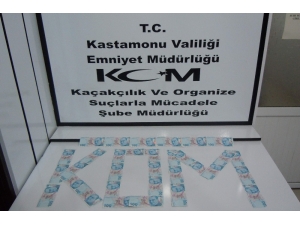 T.C.
Kastamonu Valiliği
Emniyet Müdürlüğü
KOM
Kaçakçılık Ve Organize
Suçlarla Mücadele
Şube Müdürlüğü
KOM